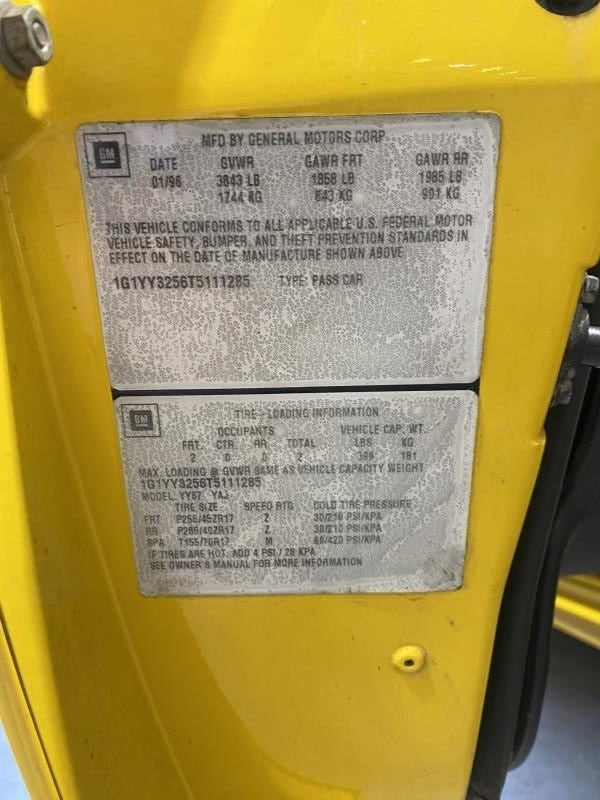 GM
MFD BY GENERAL MOTORS CORP
DATE GVWR GAWR FRT GAWR RR
01/96 3843 LB 1858 LB 1985 LB
1744 KG 843 KG 901 KG
THIS VEHICLE CONFORMS TO ALL APPLICABLE U.S. FEDERAL MOTOR
VEHICLE SAFETY, BUMPER, AND THEFT PREVENTION STANDARDS IN
EFFECT ON THE DATE OF MANUFACTURE SHOWN ABOVE.
1G1YY3256T5111285 TYPE: PASS CAR
GM
TIRE-LOADING INFORMATION
OCCUPANTS VEHICLE CAP. WT.
FRT. CTR. RR TOTAL LBS KG
2 0 0 2 399 181
MAX. LOADING @ GVWR SAME AS VEHICLE CAPACITY WEIGHT
1G1YY3256T5111285
MODEL: YY67 YAJ
TIRE SIZE SPEED RTG COLD TIRE PRESSURE
FRT P255/45ZR17 Z 30/210 PSI/KPA
RR P285/40ZR17 Z 30/210 PSI/KPA
SPA T155/70R17 M 60/420 PSI/KPA
IF TIRES ARE HOT, ADD 4 PSI/28 KPA
SEE OWNER'S MANUAL FOR MORE INFORMATION